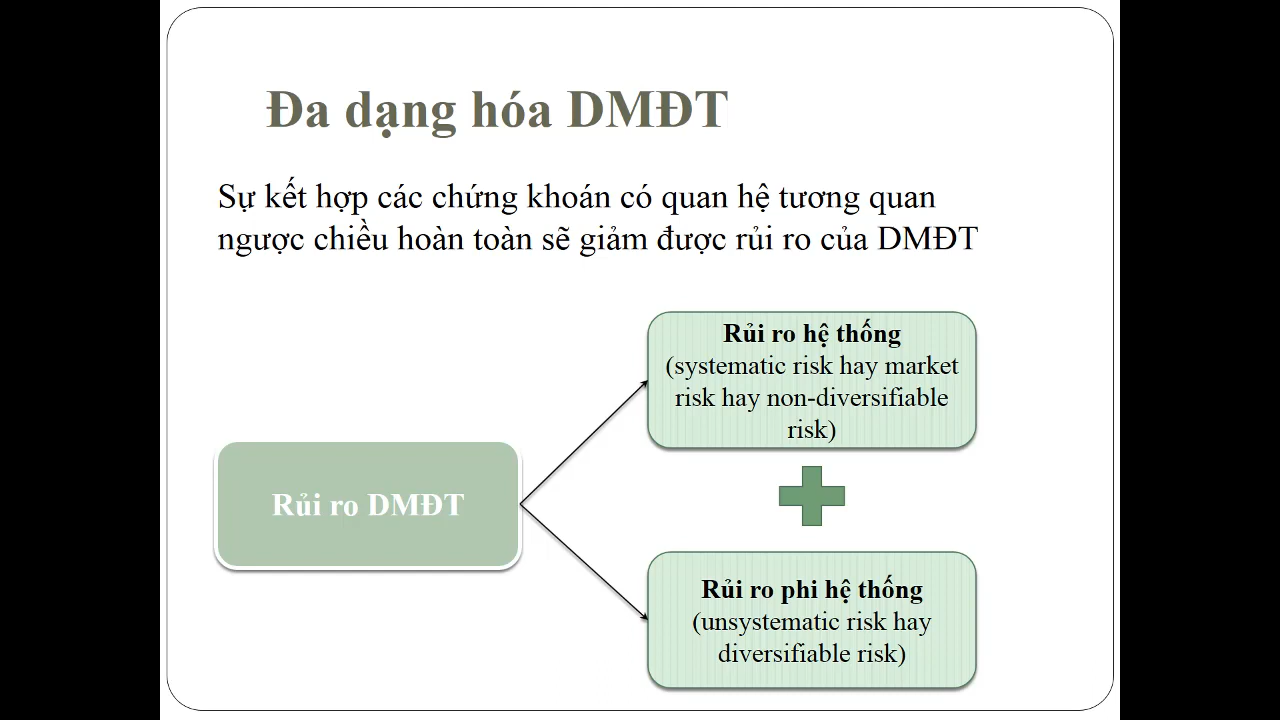 Đa dạng hóa DMĐT
Sự kết hợp các chứng khoán có quan hệ tương quan
ngược chiều hoàn toàn sẽ giảm được rủi ro của DMĐT
Rủi ro hệ thống
(systematic risk hay market
risk hay non-diversifiable
risk)
Rủi ro DMĐT
Rủi ro phi hệ thống
(unsystematic risk hay
diversifiable risk)